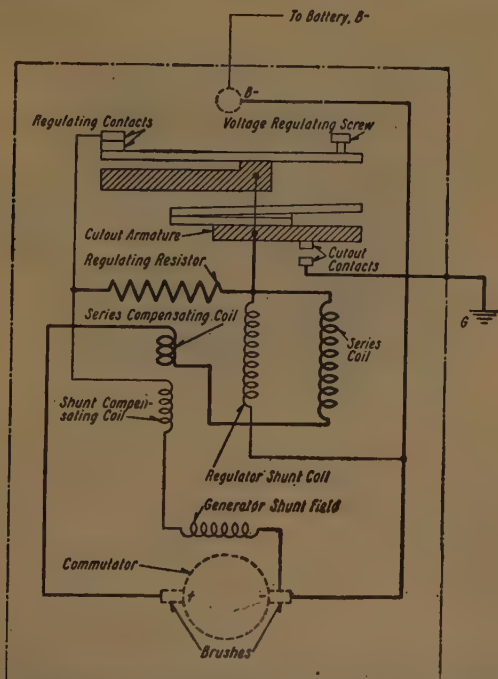 To Battery, B-
B-
Regulating Contacts
Voltage Regulating Screw
Cutout Armature
Cutout
Contacts
Regulating Resistor
Series Compensating Coil
Series
Coil
G
Shunt Compen-
sating Coil
Regulator Shunt Coil
Generator Shunt Field
Commutator
+
-
Brushes